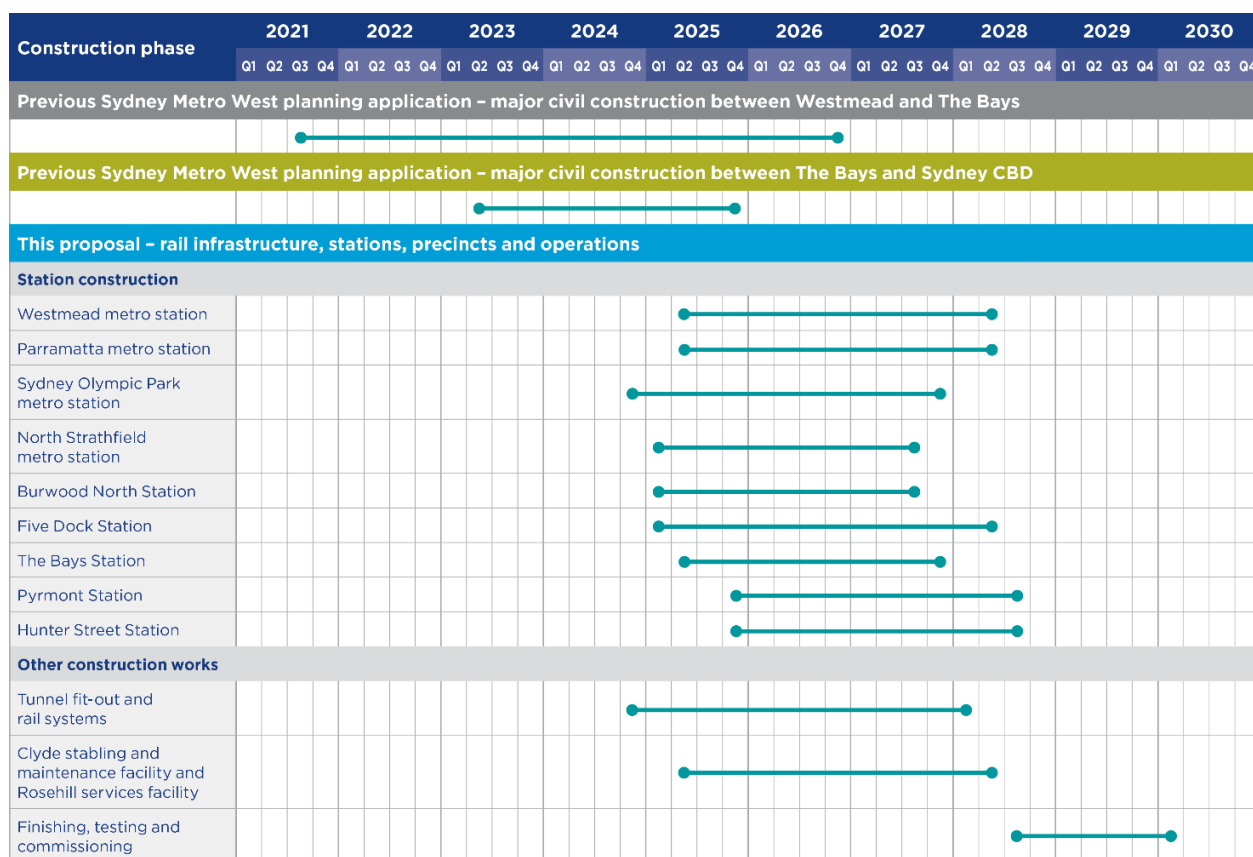 Construction phase
2021 2022 2023 2024 2025 2026 2027 2028 2029 2030
Q1 Q2 Q3 Q4 Q1 Q2 Q3 Q4 Q1 Q2 Q3 Q4 Q1 Q2 Q3 Q4 Q1 Q2 Q3 Q4 Q1 Q2 Q3 Q4 Q1 Q2 Q3 Q4 Q1 Q2 Q3 Q4 Q1 Q2 Q3 Q4 Q1 Q2 Q3 Q4
Previous Sydney Metro West planning application – major civil construction between Westmead and The Bays
Previous Sydney Metro West planning application – major civil construction between The Bays and Sydney CBD
This proposal – rail infrastructure, stations, precincts and operations
Station construction
Westmead metro station
Parramatta metro station
Sydney Olympic Park
metro station
North Strathfield
metro station
Burwood North Station
Five Dock Station
The Bays Station
Pyrmont Station
Hunter Street Station
Other construction works
Tunnel fit-out and
rail systems
Clyde stabling and
maintenance facility and
Rosehill services facility
Finishing, testing and
commissioning